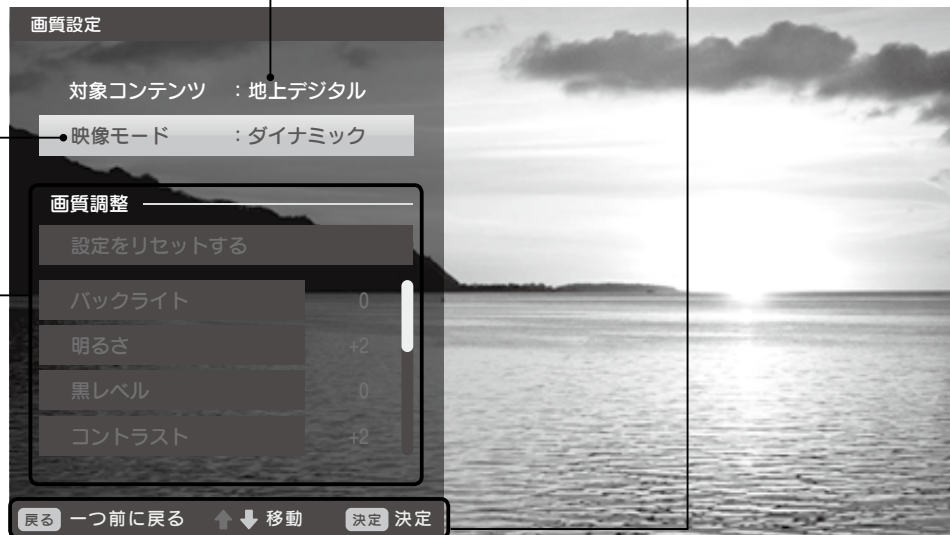 画質設定
対象コンテンツ : 地上デジタル
映像モード : ダイナミック
画質調整
設定をリセットする
バックライト 0
明るさ +2
黒レベル 0
コントラスト +2
戻る 一つ前に戻る 移動 決定 決定